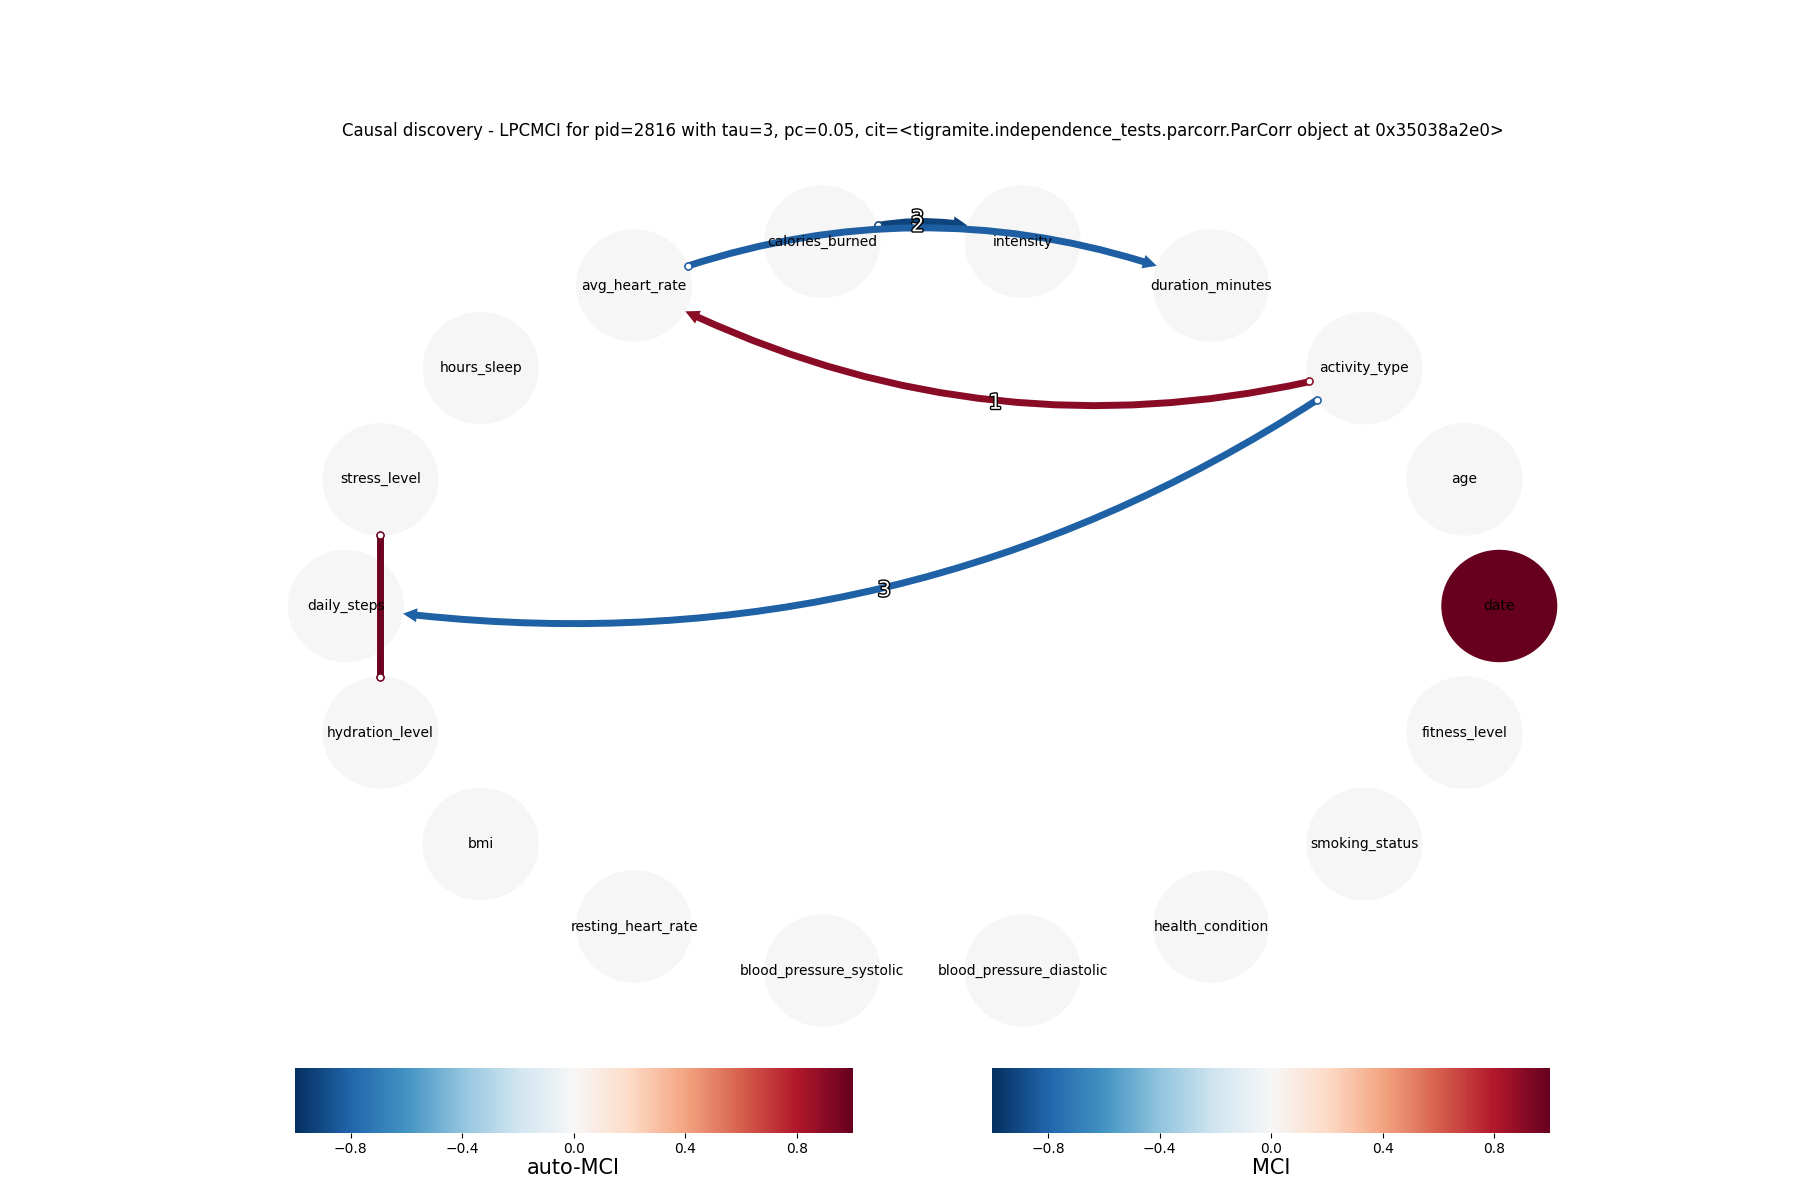 Causal discovery - LPCMCI for pid=2816 with tau=3, pc=0.05, cit=<tigramite.independence_tests.parcorr.ParCorr object at 0x35038a2e0>
2
calories_burned
intensity
avg_heart_rate
duration_minutes
hours_sleep
activity_type
1
stress_level
age
3
daily_steps
date
hydration_level
fitness_level
bmi
smoking_status
resting_heart_rate
health_condition
blood_pressure_systolic
blood_pressure_diastolic
−0.8 −0.4 0.0 0.4 0.8
auto-MCI
−0.8 −0.4 0.0 0.4 0.8
MCI